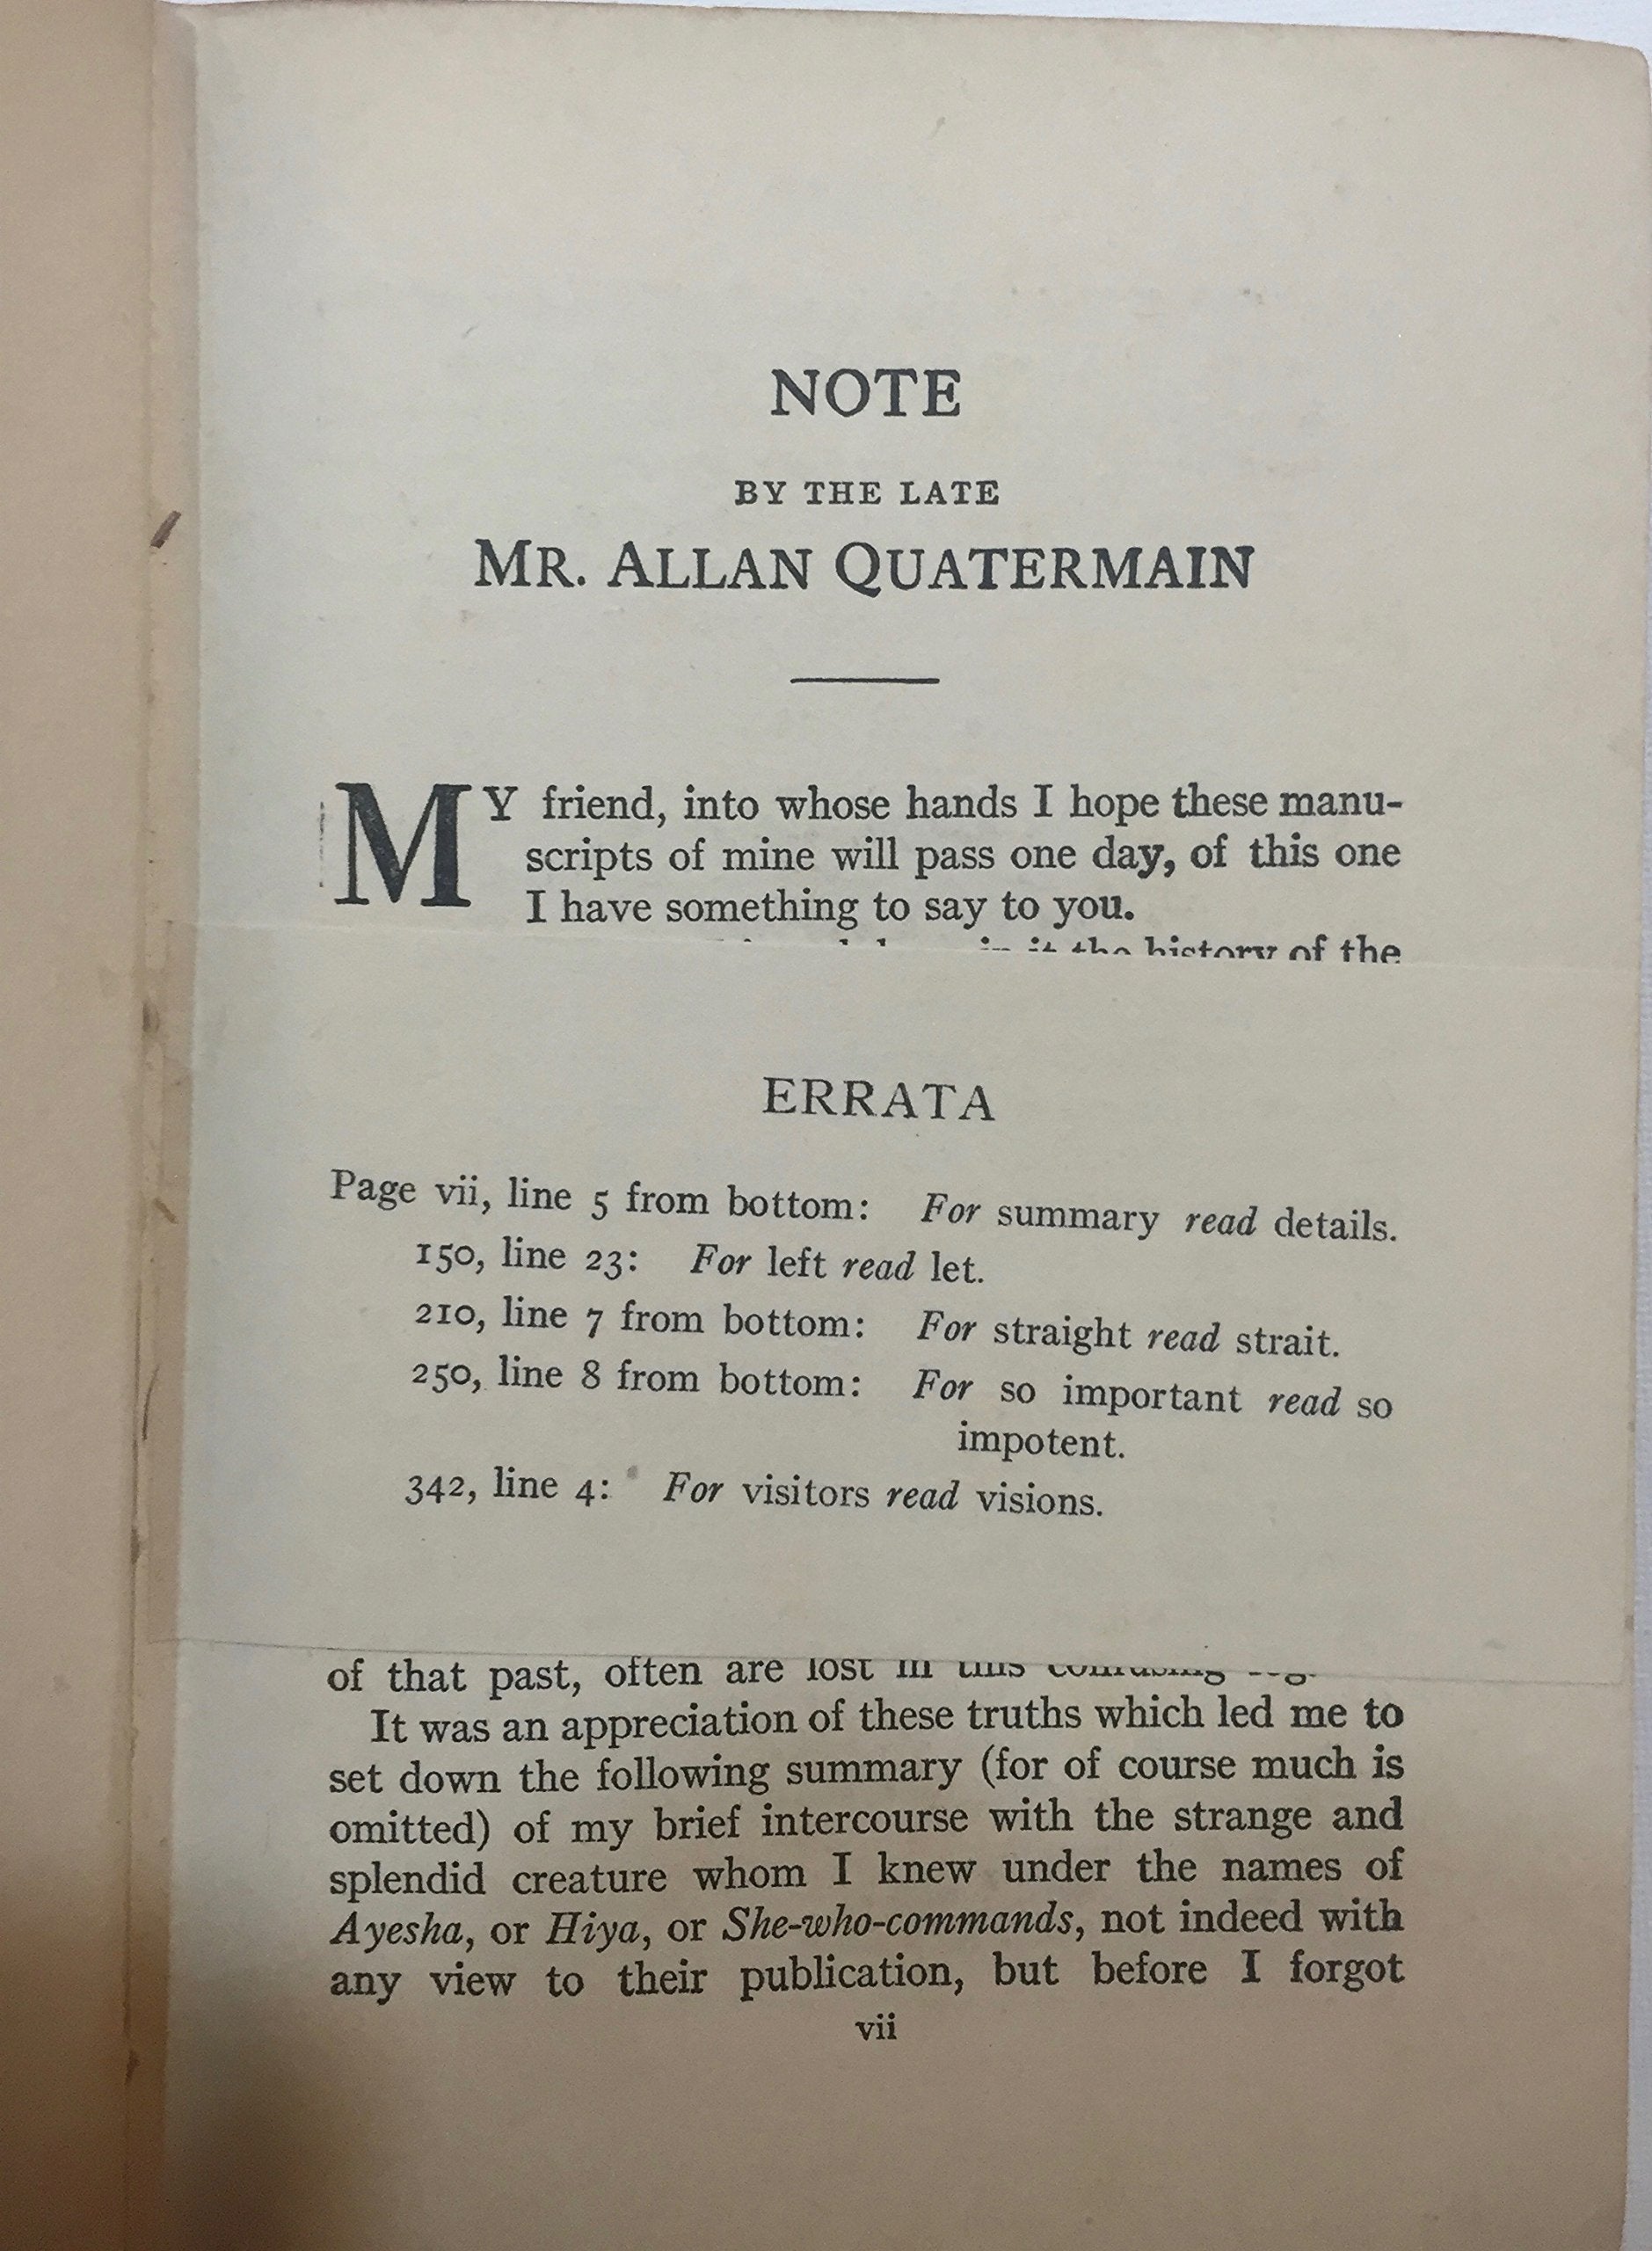 NOTE
BY THE LATE
MR. ALLAN QUATERMAIN
MY friend, into whose hands I hope these manu-
scripts of mine will pass one day, of this one
I have something to say to you.
in it the history of the
ERRATA
Page vii, line 5 from bottom: For summary read details.
150, line 23: For left read let.
210, line 7 from bottom: For straight read strait.
250, line 8 from bottom: For so important read so
impotent.
342, line 4: For visitors read visions.
of that past, often are lost in this
It was an appreciation of these truths which led me to
set down the following summary (for of course much is
omitted) of my brief intercourse with the strange and
splendid creature whom I knew under the names of
Ayesha, or Hiya, or She-who-commands, not indeed with
any view to their publication, but before I forgot
vii